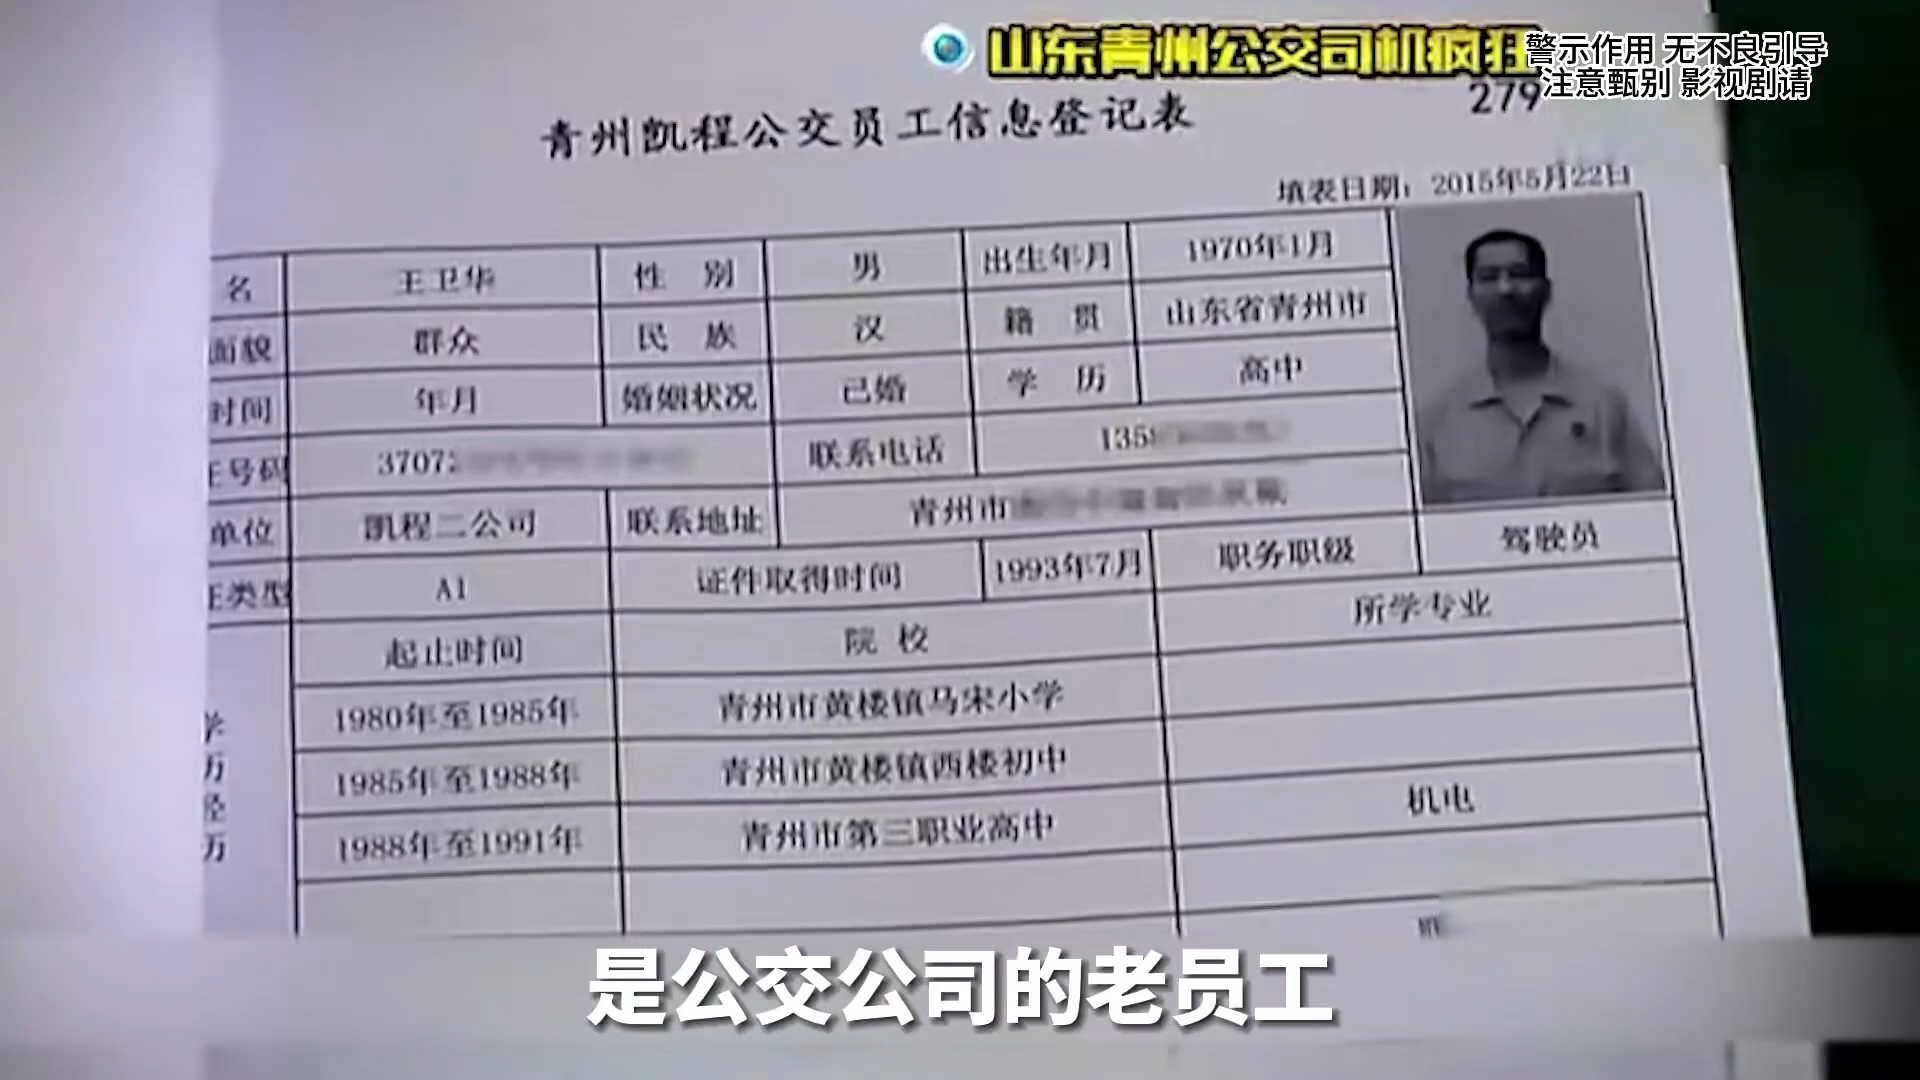 山东青州公交司机疯狂
警示作用 无不良引导
注意甄别 影视剧请
279
青州凯程公交员工信息登记表
填表日期：2015年5月22日
名 王卫华 性 别 男 出生年月 1970年1月
面貌 群众 民 族 汉 籍 贯 山东省青州市
时间 年月 婚姻状况 已婚 学 历 高中
证号码 3707 联系电话 135
单位 凯程二公司 联系地址 青州市
证类型 A1 证件取得时间 1993年7月 职务职级 驾驶员
学历经历 起止时间 院 校 所学专业
1980年至1985年 青州市黄楼镇马宋小学
1985年至1988年 青州市黄楼镇西楼初中
1988年至1991年 青州市第三职业高中 机电
是公交公司的老员工